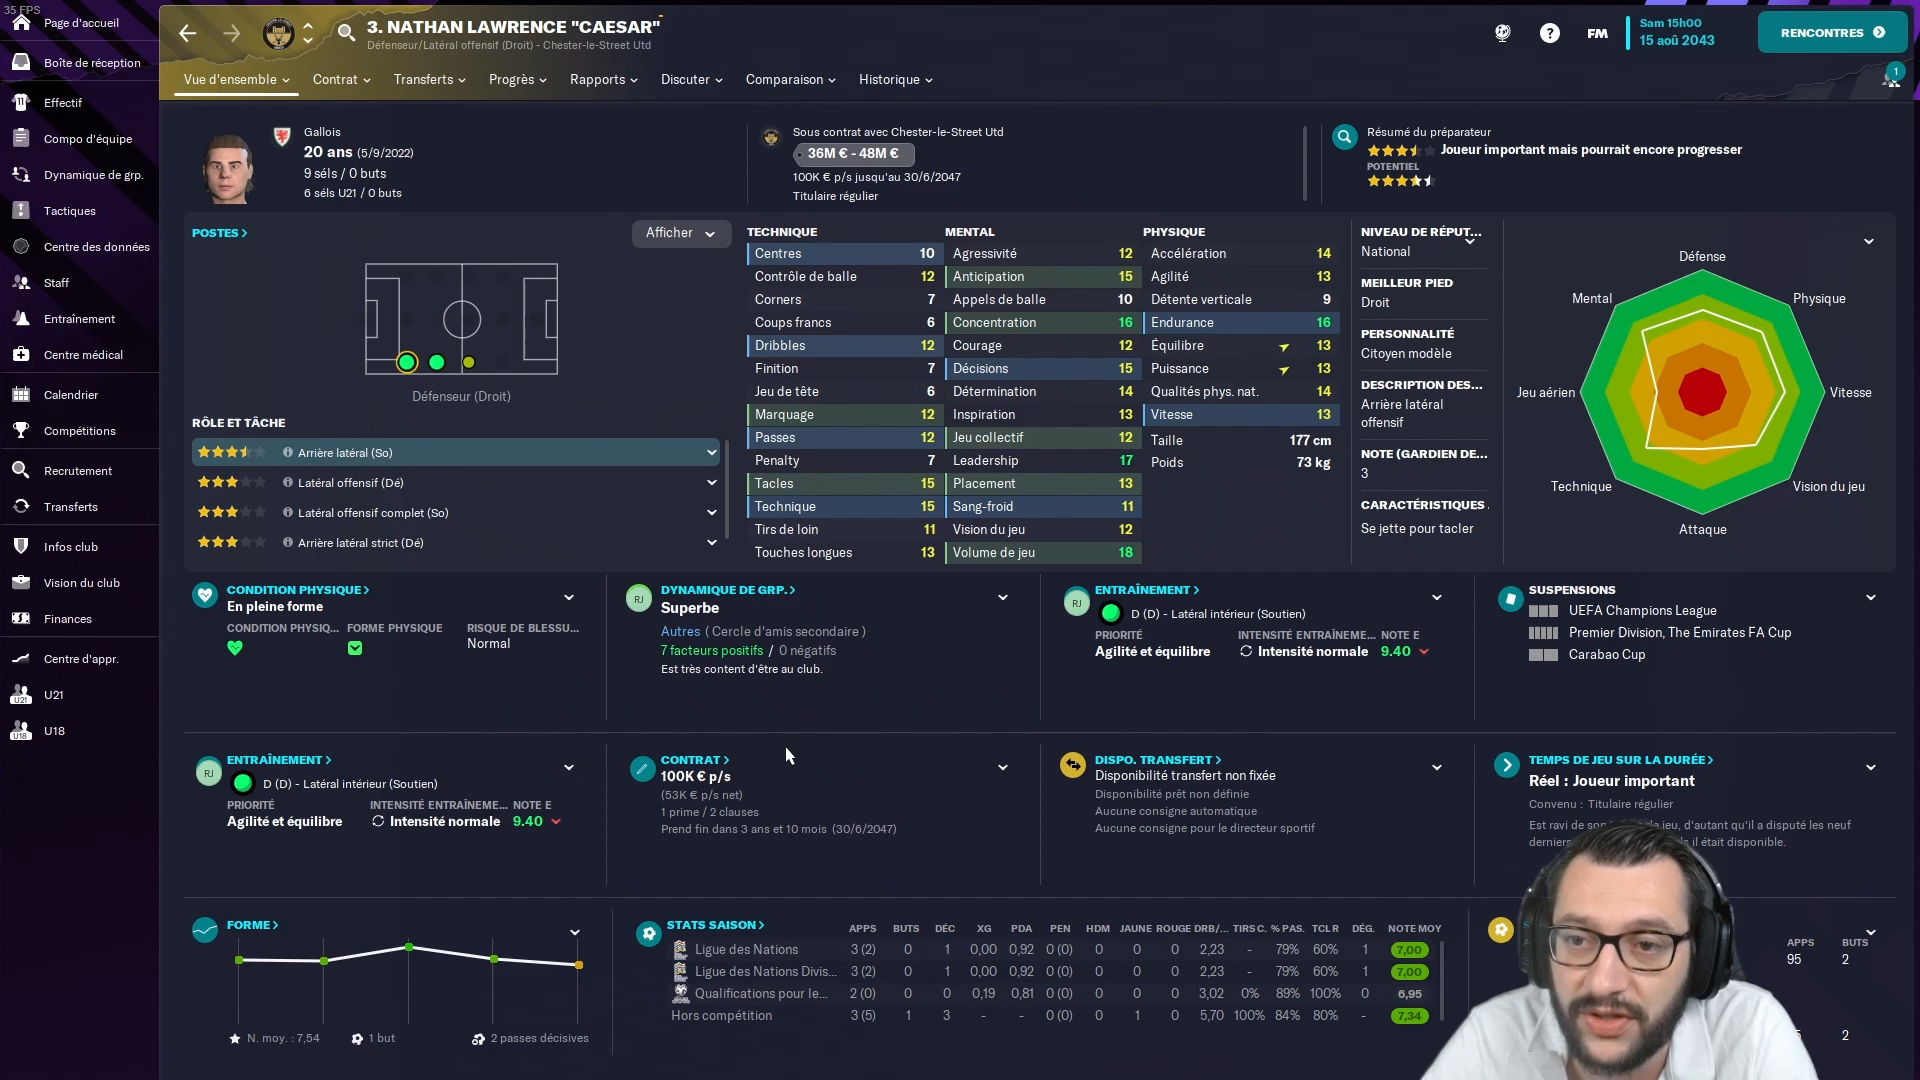 35 FPS
Page d'accueil
Boîte de réception
Effectif
Compo d'équipe
Dynamique de grp.
Tactiques
Centre des données
Staff
Entraînement
Centre médical
Calendrier
Compétitions
Recrutement
Transferts
Infos club
Vision du club
Finances
Centre d'appr.
U21
U18
3. NATHAN LAWRENCE "CAESAR"
Défenseur/Latéral offensif (Droit) - Chester-le-Street Utd
FM
Sam 15h00
15 aoû 2043
RENCONTRES
1
Vue d'ensemble Contrat Transferts Progrès Rapports Discuter Comparaison Historique
Gallois
20 ans (5/9/2022)
9 séls / 0 buts
6 séls U21 / 0 buts
Sous contrat avec Chester-le-Street Utd
36M € - 48M €
100K € p/s jusqu'au 30/6/2047
Titulaire régulier
Résumé du préparateur
Joueur important mais pourrait encore progresser
POTENTIEL
POSTES >
Afficher
Défenseur (Droit)
RÔLE ET TÂCHE
Arrière latéral (So)
Latéral offensif (Dé)
Latéral offensif complet (So)
Arrière latéral strict (Dé)
TECHNIQUE
Centres 10
Contrôle de balle 12
Corners 7
Coups francs 6
Dribbles 12
Finition 7
Jeu de tête 6
Marquage 12
Passes 12
Penalty 7
Tacles 15
Technique 15
Tirs de loin 11
Touches longues 13
MENTAL
Agressivité 12
Anticipation 15
Appels de balle 10
Concentration 16
Courage 12
Décisions 15
Détermination 14
Inspiration 13
Jeu collectif 12
Leadership 17
Placement 13
Sang-froid 11
Vision du jeu 12
Volume de jeu 18
PHYSIQUE
Accélération 14
Agilité 13
Détente verticale 9
Endurance 16
Équilibre 13
Puissance 13
Qualités phys. nat. 14
Vitesse 13
Taille 177 cm
Poids 73 kg
NIVEAU DE RÉPUT...
National
MEILLEUR PIED
Droit
PERSONNALITÉ
Citoyen modèle
DESCRIPTION DES...
Arrière latéral
offensif
NOTE (GARDIEN DE...
3
CARACTÉRISTIQUES
Se jette pour tacler
Défense
Mental
Physique
Jeu aérien
Vitesse
Technique
Vision du jeu
Attaque
CONDITION PHYSIQUE >
En pleine forme
CONDITION PHYSIQ... FORME PHYSIQUE RISQUE DE BLESSU...
Normal
RJ
DYNAMIQUE DE GRP. >
Superbe
Autres ( Cercle d'amis secondaire )
7 facteurs positifs / 0 négatifs
Est très content d'être au club.
RJ
ENTRAÎNEMENT >
D (D) - Latéral intérieur (Soutien)
PRIORITÉ INTENSITÉ ENTRAÎNEME... NOTE E
Agilité et équilibre Intensité normale 9.40
SUSPENSIONS
UEFA Champions League
Premier Division, The Emirates FA Cup
Carabao Cup
RJ
ENTRAÎNEMENT >
D (D) - Latéral intérieur (Soutien)
PRIORITÉ INTENSITÉ ENTRAÎNEME... NOTE E
Agilité et équilibre Intensité normale 9.40
CONTRAT >
100K € p/s
(53K € p/s net)
1 prime / 2 clauses
Prend fin dans 3 ans et 10 mois (30/6/2047)
DISPO. TRANSFERT >
Disponibilité transfert non fixée
Disponibilité prêt non définie
Aucune consigne automatique
Aucune consigne pour le directeur sportif
TEMPS DE JEU SUR LA DURÉE >
Réel : Joueur important
Convenu : Titulaire régulier
Est ravi de son de jeu, d'autant qu'il a disputé les neuf
derniers il était disponible.
FORME >
N. moy. : 7,54 1 but 2 passes décisives
STATS SAISON > APPS BUTS DÉC XG PDA PEN HDM JAUNE ROUGE DRB/... TIRS C. % PAS. TCL R DÉG. NOTE MOY
Ligue des Nations 3 (2) 0 1 0,00 0,92 0 (0) 0 0 0 2,23 - 79% 60% 1 7,00
Ligue des Nations Divis... 3 (2) 0 1 0,00 0,92 0 (0) 0 0 0 2,23 - 79% 60% 1 7,00
Qualifications pour le... 2 (0) 0 0 0,19 0,81 0 (0) 0 0 0 3,02 0% 89% 100% 0 6,95
Hors compétition 3 (5) 1 3 - - 0 (0) 0 1 0 5,70 100% 84% 80% - 7,34
APPS BUTS
95 2
2